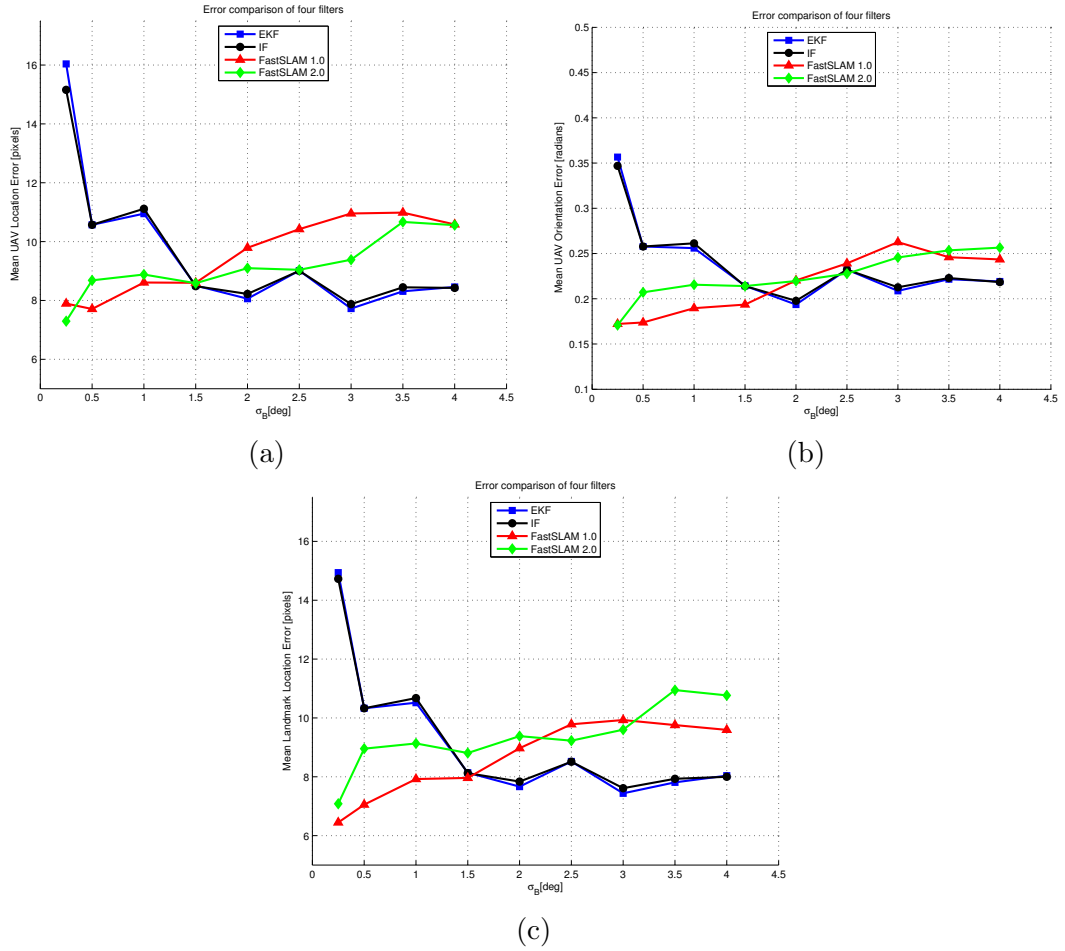 Error comparison of four filters
EKF
IF
FastSLAM 1.0
FastSLAM 2.0
Mean UAV Location Error [pixels]
16
14
12
10
8
6
0 0.5 1 1.5 2 2.5 3 3.5 4 4.5
σ_B[deg]
(a)
Error comparison of four filters
EKF
IF
FastSLAM 1.0
FastSLAM 2.0
Mean UAV Orientation Error [radians]
0.5
0.45
0.4
0.35
0.3
0.25
0.2
0.15
0.1
0 0.5 1 1.5 2 2.5 3 3.5 4 4.5
σ_B[deg]
(b)
Error comparison of four filters
EKF
IF
FastSLAM 1.0
FastSLAM 2.0
Mean Landmark Location Error [pixels]
16
14
12
10
8
6
0 0.5 1 1.5 2 2.5 3 3.5 4 4.5
σ_B[deg]
(c)